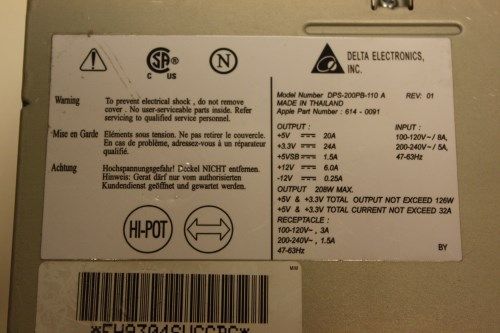 SA
C US
N
DELTA ELECTRONICS,
INC.
Warning To prevent electrical shock , do not remove
cover . No user-serviceable parts inside. Refer
servicing to qualified service personnel.
Mise en Garde Eléments sous tension. Ne pas retirer le couvercle.
En cas de problème, adressez-vous à un réparateur
qualifié.
Achtung Hochspannungsgefahr! Deckel NICHT entfernen.
Hinweis: Gerät därf nur vom authorisierten
Kundendienst geöffnet und gewartet werden.
HI-POT
Model Number DPS-200PB-110 A REV: 01
MADE IN THAILAND
Apple Part Number : 614 - 0091
OUTPUT : INPUT :
+5V 20A 100-120V~ / 8A,
+3.3V 24A 200-240V~ / 5A,
+5VSB 1.5A 47-63Hz
+12V 6.0A
-12V 0.25A
OUTPUT 208W MAX.
+5V & +3.3V TOTAL OUTPUT NOT EXCEED 126W
+5V & +3.3V TOTAL CURRENT NOT EXCEED 32A
RECEPTACLE :
100-120V~ , 3A
200-240V~ , 1.5A
47-63Hz BY